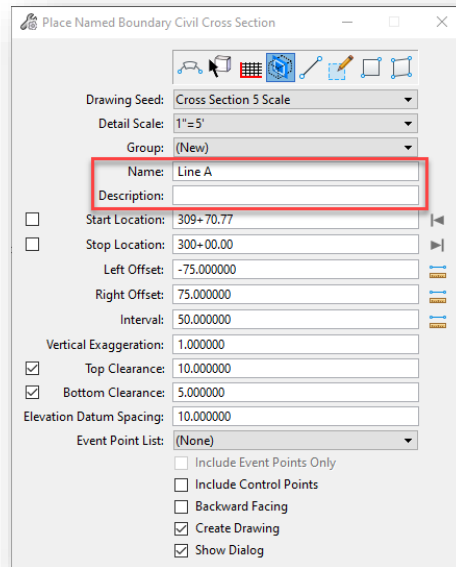 Place Named Boundary Civil Cross Section
Drawing Seed: Cross Section 5 Scale
Detail Scale: 1"=5'
Group: (New)
Name: Line A
Description:
Start Location: 309+70.77
Stop Location: 300+00.00
Left Offset: -75.000000
Right Offset: 75.000000
Interval: 50.000000
Vertical Exaggeration: 1.000000
Top Clearance: 10.000000
Bottom Clearance: 5.000000
Elevation Datum Spacing: 10.000000
Event Point List: (None)
Include Event Points Only
Include Control Points
Backward Facing
Create Drawing
Show Dialog